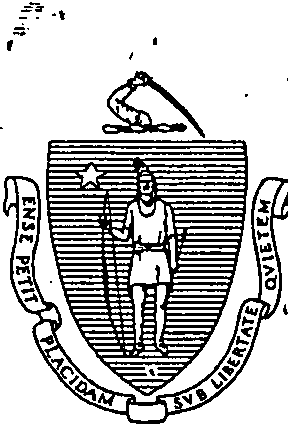 ENSE PETIT
PLACIDAM
SVB LIBERTATE
QVIETEM